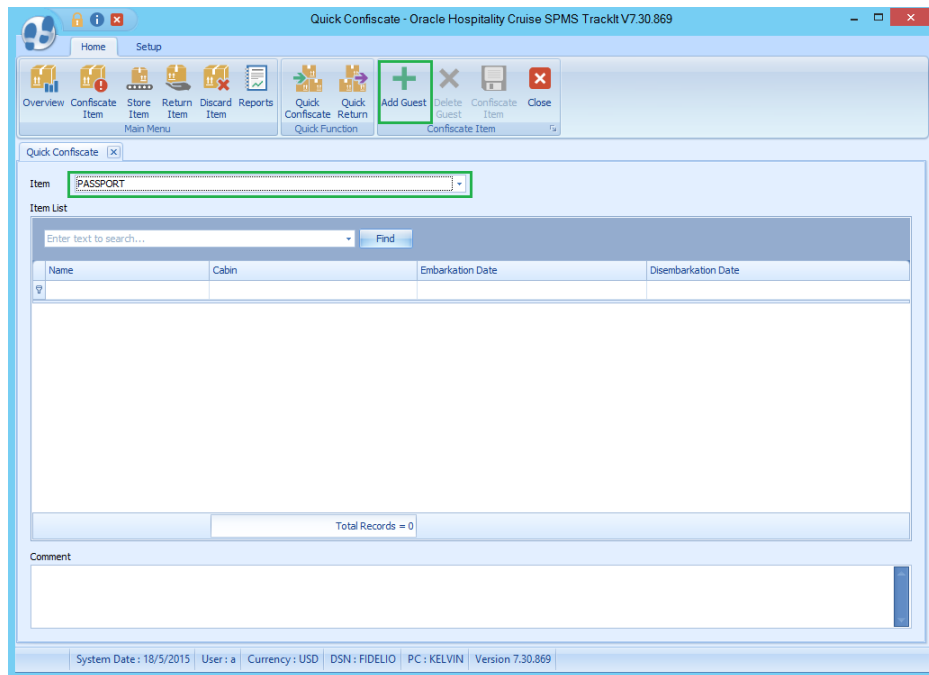 Quick Confiscate - Oracle Hospitality Cruise SPMS TrackIt V7.30.869
Home Setup
Overview Confiscate Item Store Item Return Item Discard Item Reports Quick Confiscate Quick Return Add Guest Delete Guest Confiscate Item Close
Main Menu Quick Function Confiscate Item
Quick Confiscate
Item PASSPORT
Item List
Enter text to search... Find
Name Cabin Embarkation Date Disembarkation Date
Total Records = 0
Comment
System Date : 18/5/2015 User : a Currency : USD DSN : FIDELIO PC : KELVIN Version 7.30.869